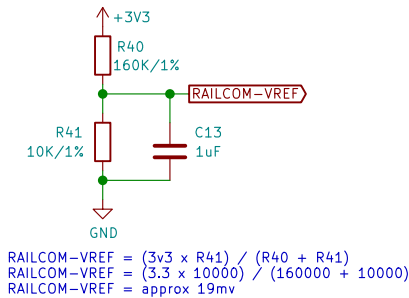 +3V3
R40
160K/1%
RAILCOM-VREF
R41
10K/1%
C13
1uF
GND
RAILCOM-VREF = (3v3 x R41) / (R40 + R41)
RAILCOM-VREF = (3.3 x 10000) / (160000 + 10000)
RAILCOM-VREF = approx 19mv